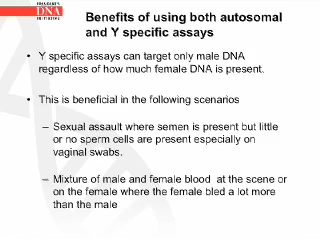 PRESIDENT'S
DNA
INITIATIVE
Benefits of using both autosomal
and Y specific assays
• Y specific assays can target only male DNA
regardless of how much female DNA is present.
• This is beneficial in the following scenarios
– Sexual assault where semen is present but little
or no sperm cells are present especially on
vaginal swabs.
– Mixture of male and female blood at the scene or
on the female where the female bled a lot more
than the male